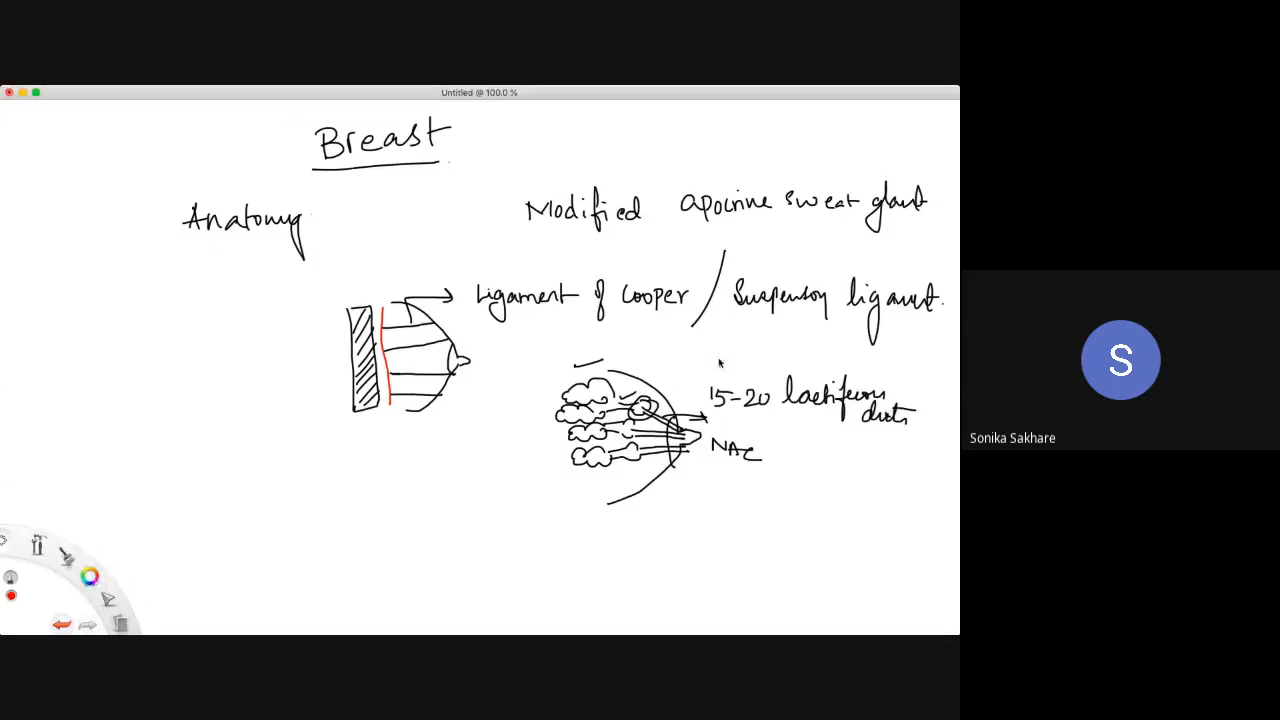 Untitled @ 100.0 %
Breast
Anatomy
Modified apocrine sweat gland
Ligament of Cooper / Suspensory ligament.
15-20 lactiferous
ducts
NAC
S
Sonika Sakhare